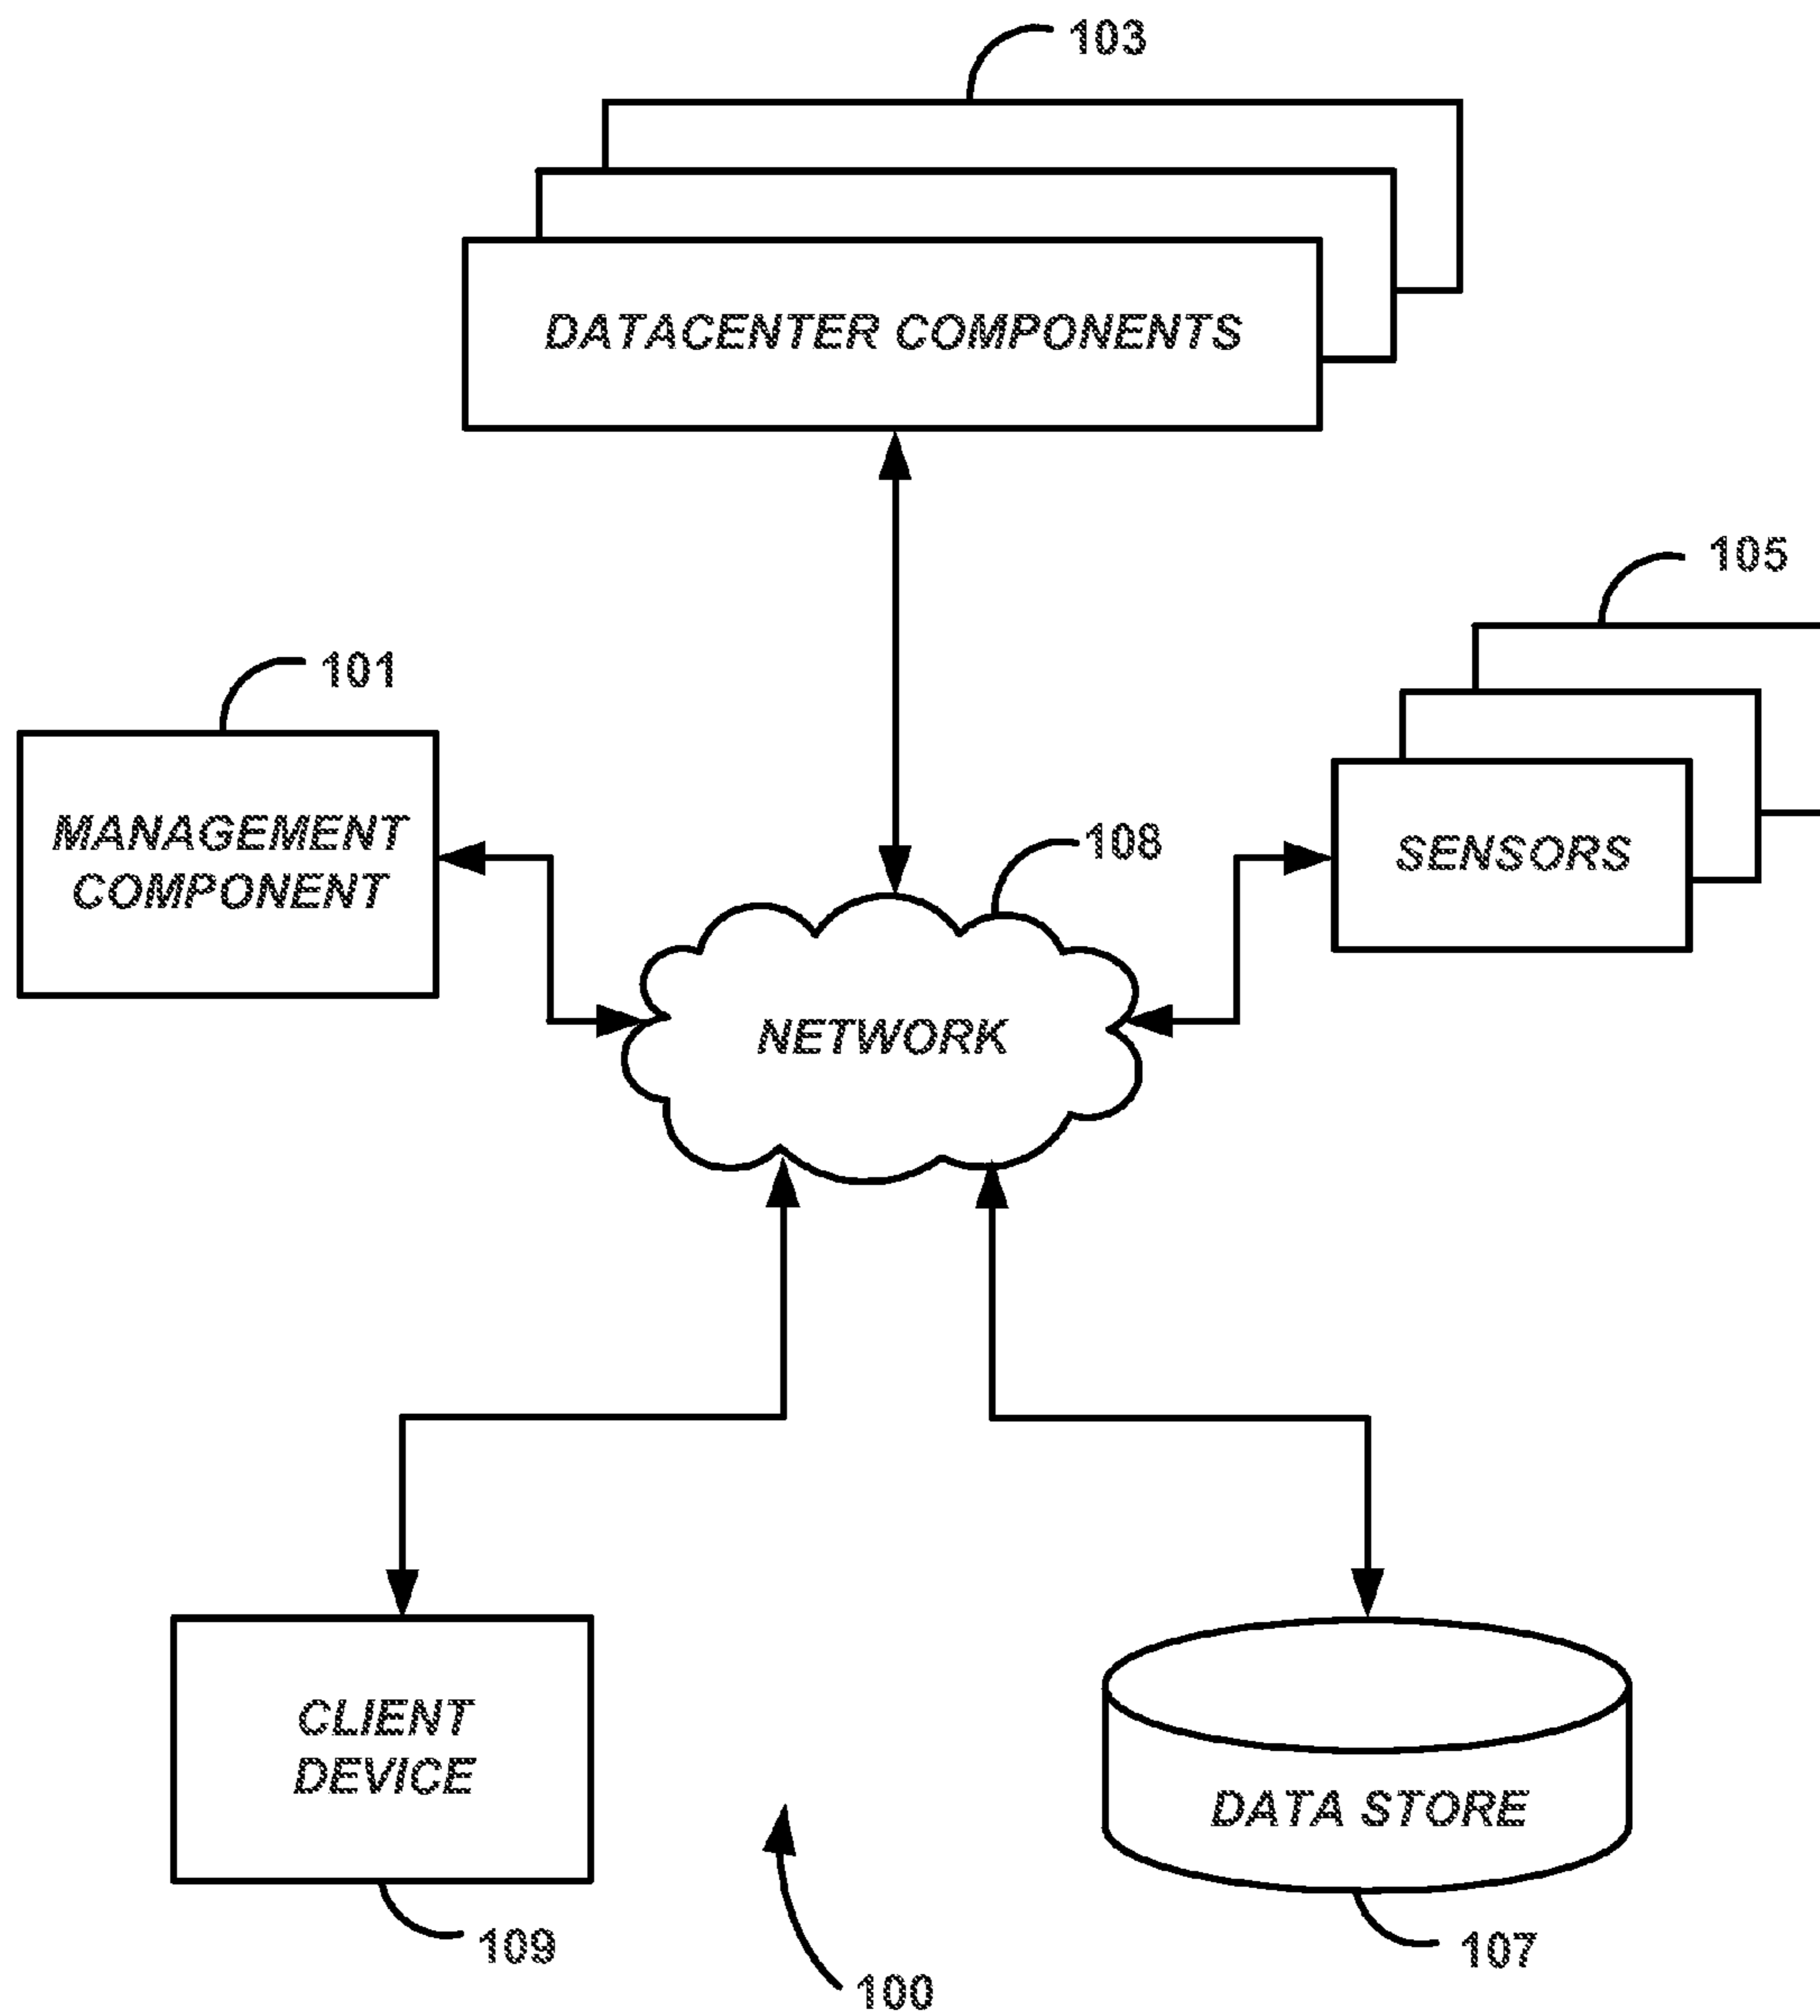 103
DATACENTER COMPONENTS
105
101
MANAGEMENT
COMPONENT
108
SENSORS
NETWORK
CLIENT
DEVICE
DATA STORE
109
107
100